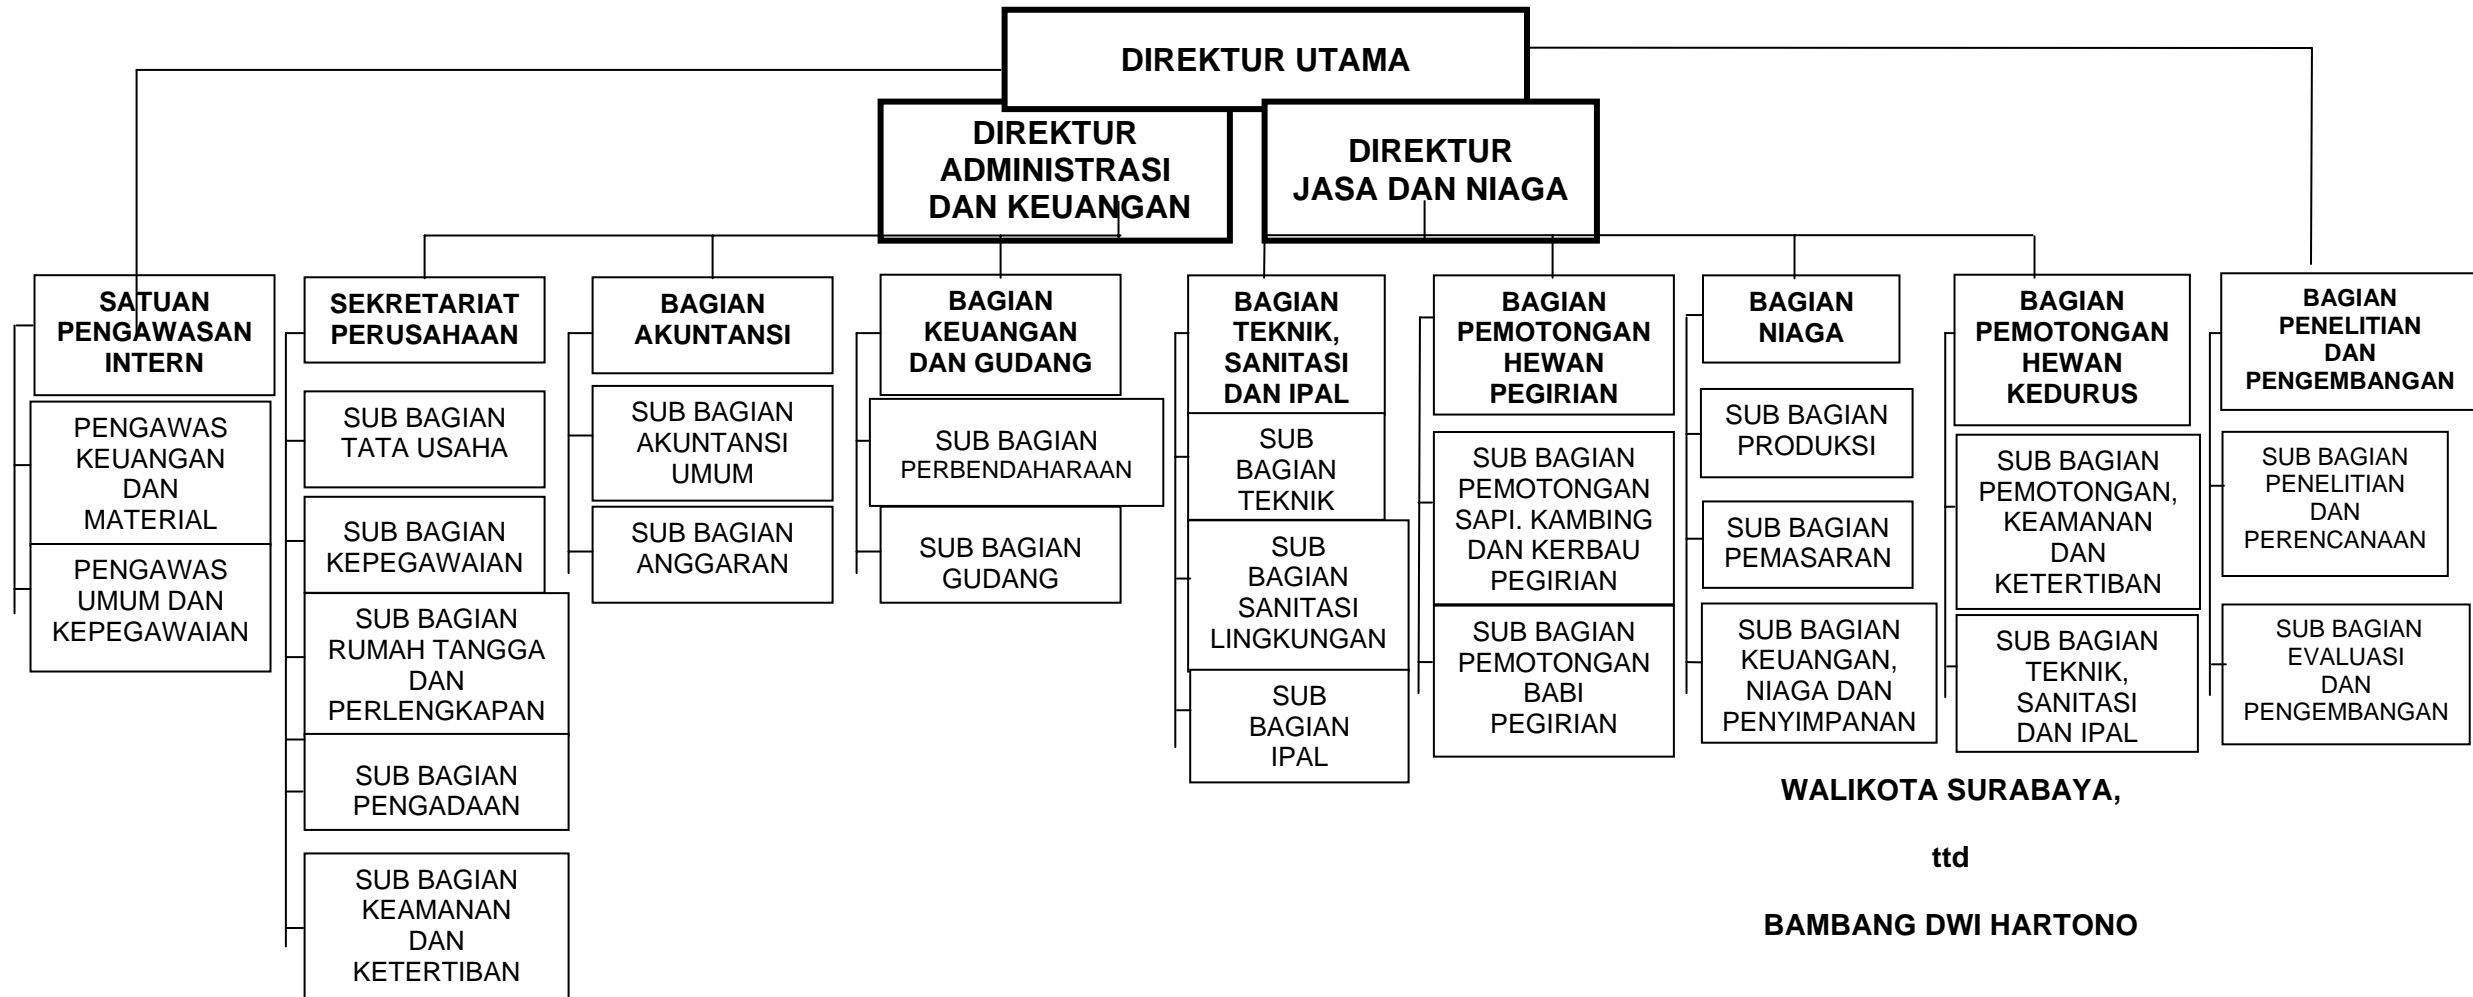 DIREKTUR UTAMA
DIREKTUR
ADMINISTRASI
DAN KEUANGAN
DIREKTUR
JASA DAN NIAGA
SATUAN
PENGAWASAN
INTERN
PENGAWAS
KEUANGAN
DAN
MATERIAL
PENGAWAS
UMUM DAN
KEPEGAWAIAN
SEKRETARIAT
PERUSAHAAN
SUB BAGIAN
TATA USAHA
SUB BAGIAN
KEPEGAWAIAN
SUB BAGIAN
RUMAH TANGGA
DAN
PERLENGKAPAN
SUB BAGIAN
PENGADAAN
SUB BAGIAN
KEAMANAN
DAN
KETERTIBAN
BAGIAN
AKUNTANSI
SUB BAGIAN
AKUNTANSI
UMUM
SUB BAGIAN
ANGGARAN
BAGIAN
KEUANGAN
DAN GUDANG
SUB BAGIAN
PERBENDAHARAAN
SUB BAGIAN
GUDANG
BAGIAN
TEKNIK,
SANITASI
DAN IPAL
SUB
BAGIAN
TEKNIK
SUB
BAGIAN
SANITASI
LINGKUNGAN
SUB
BAGIAN
IPAL
BAGIAN
PEMOTONGAN
HEWAN
PEGIRIAN
SUB BAGIAN
PEMOTONGAN
SAPI. KAMBING
DAN KERBAU
PEGIRIAN
SUB BAGIAN
PEMOTONGAN
BABI
PEGIRIAN
BAGIAN
NIAGA
SUB BAGIAN
PRODUKSI
SUB BAGIAN
PEMASARAN
SUB BAGIAN
KEUANGAN,
NIAGA DAN
PENYIMPANAN
BAGIAN
PEMOTONGAN
HEWAN
KEDURUS
SUB BAGIAN
PEMOTONGAN,
KEAMANAN
DAN
KETERTIBAN
SUB BAGIAN
TEKNIK,
SANITASI
DAN IPAL
BAGIAN
PENELITIAN
DAN
PENGEMBANGAN
SUB BAGIAN
PENELITIAN
DAN
PERENCANAAN
SUB BAGIAN
EVALUASI
DAN
PENGEMBANGAN
WALIKOTA SURABAYA,
ttd
BAMBANG DWI HARTONO